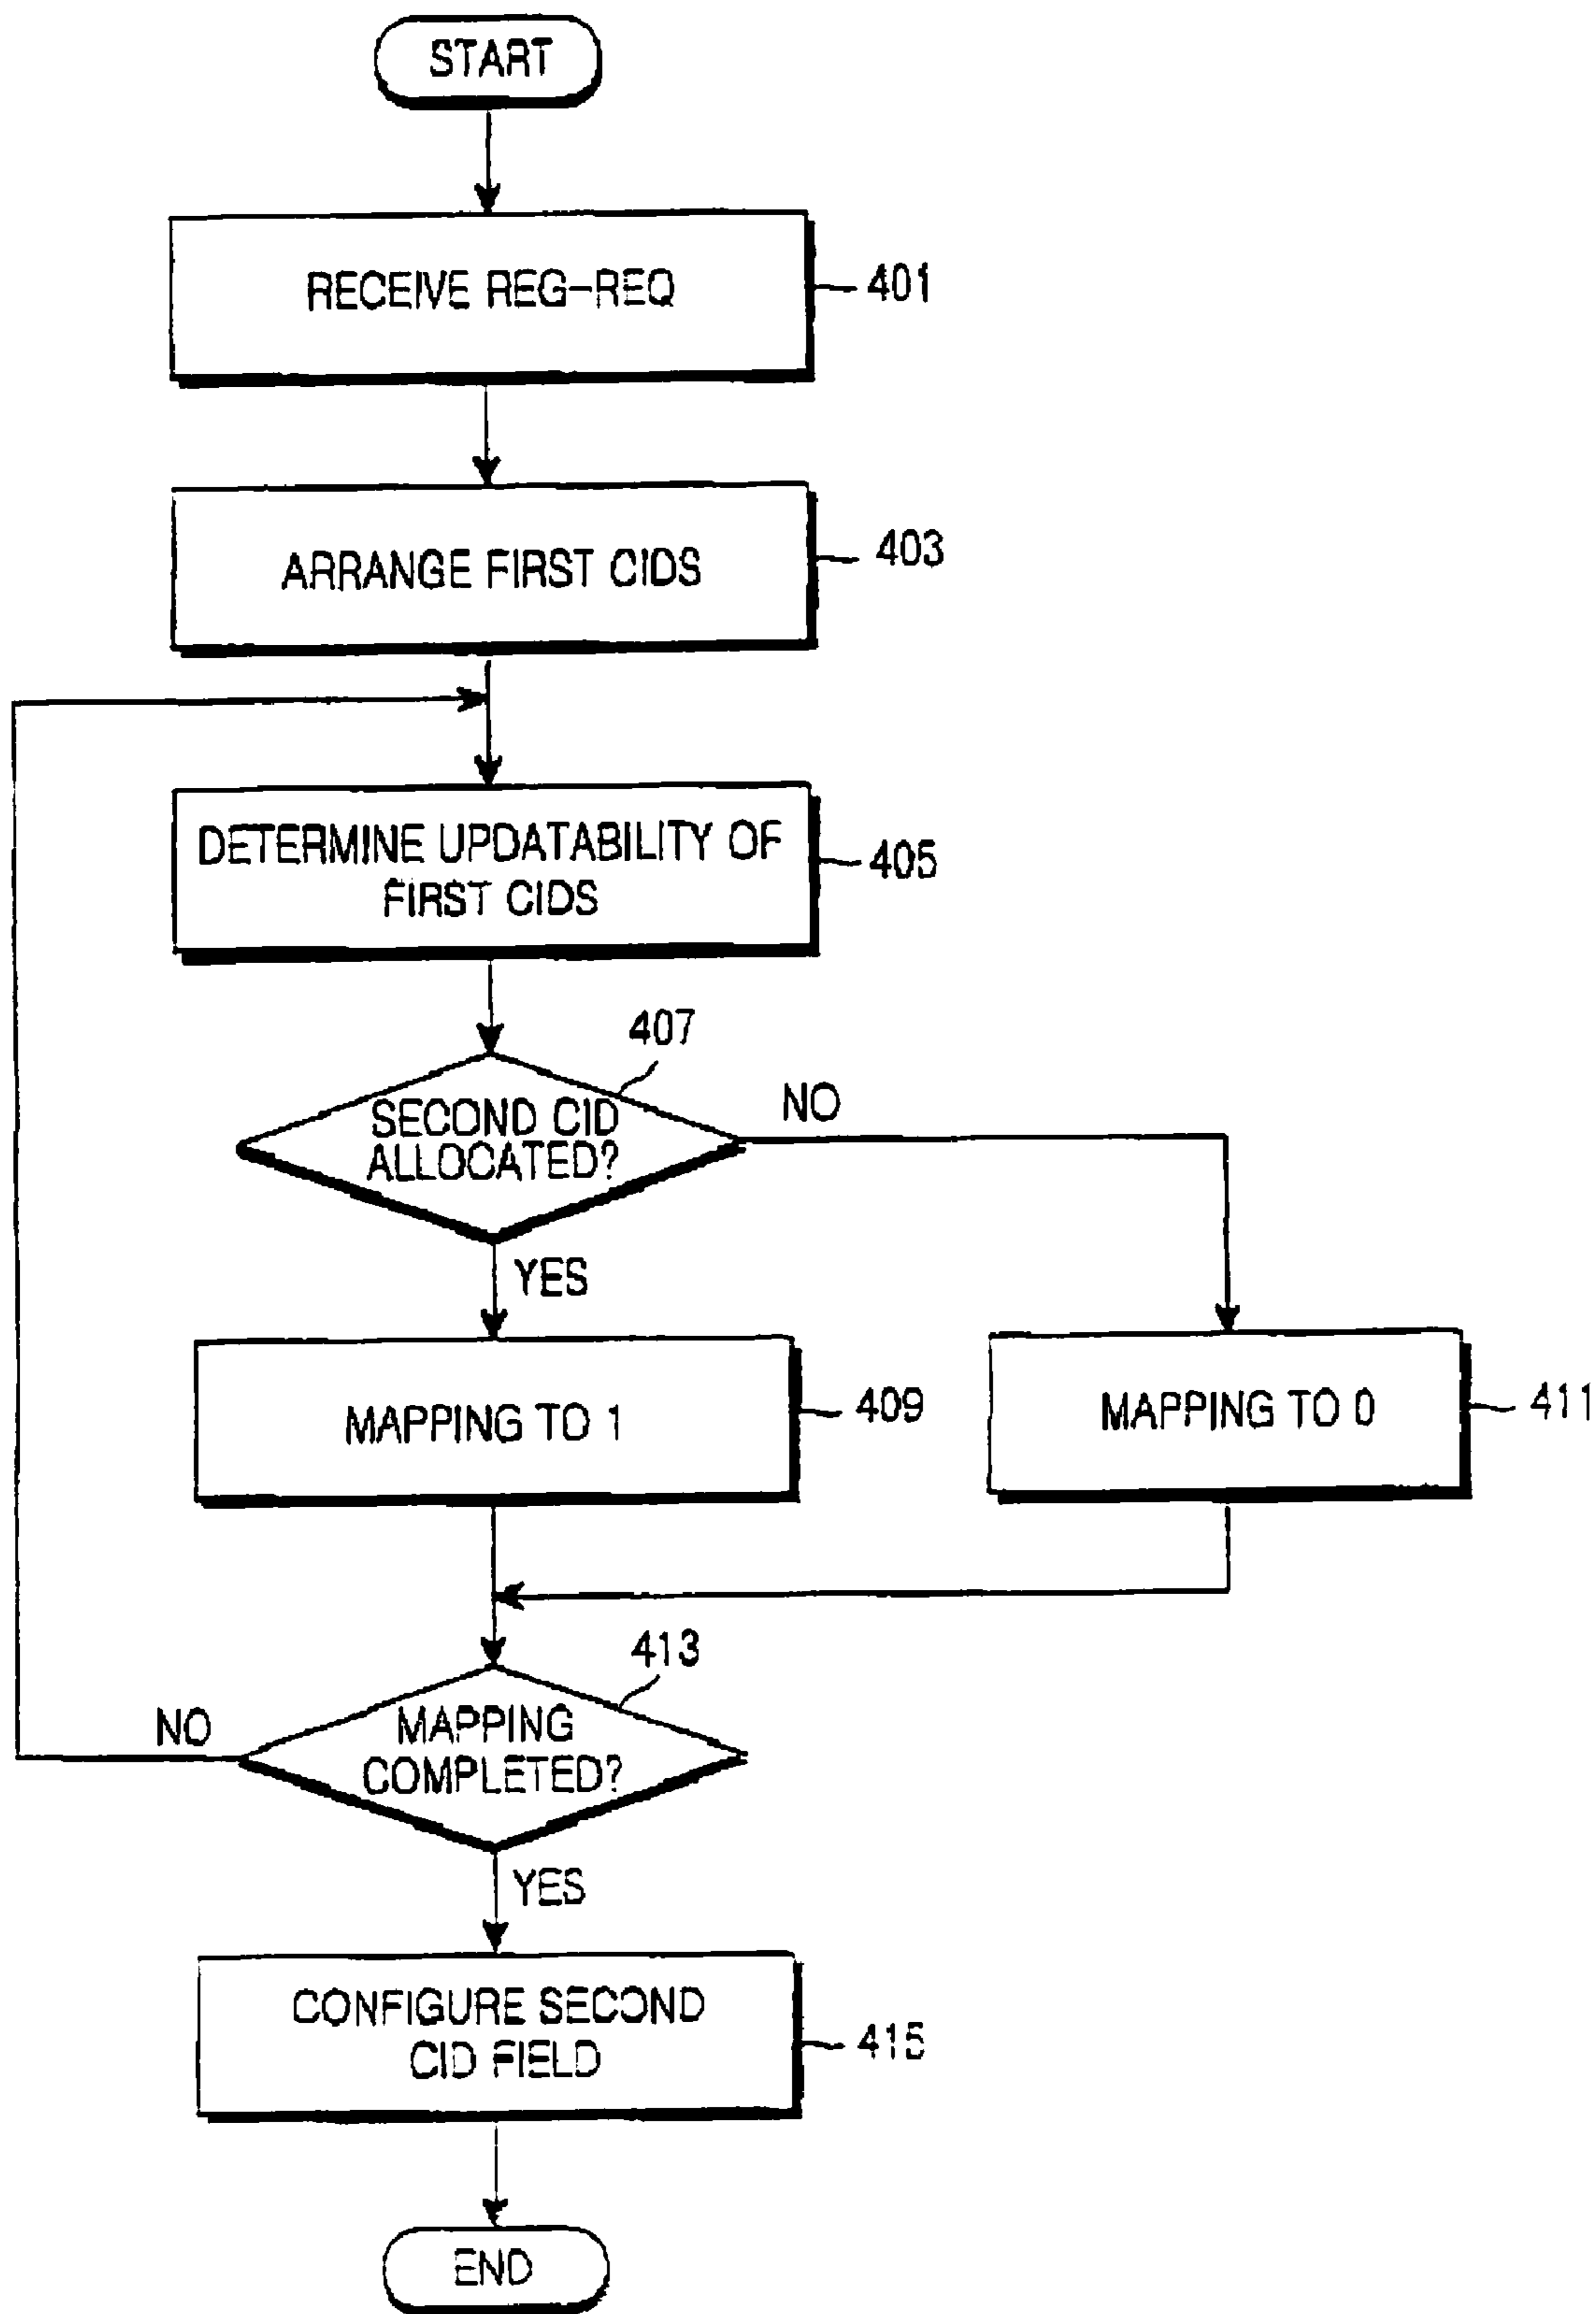 START
RECEIVE REG-REQ
401
ARRANGE FIRST CIDS
403
DETERMINE UPDATABILITY OF
FIRST CIDS
405
407
SECOND CID
ALLOCATED?
NO
YES
MAPPING TO 1
409
MAPPING TO 0
411
413
MAPPING
COMPLETED?
NO
YES
CONFIGURE SECOND
CID FIELD
415
END